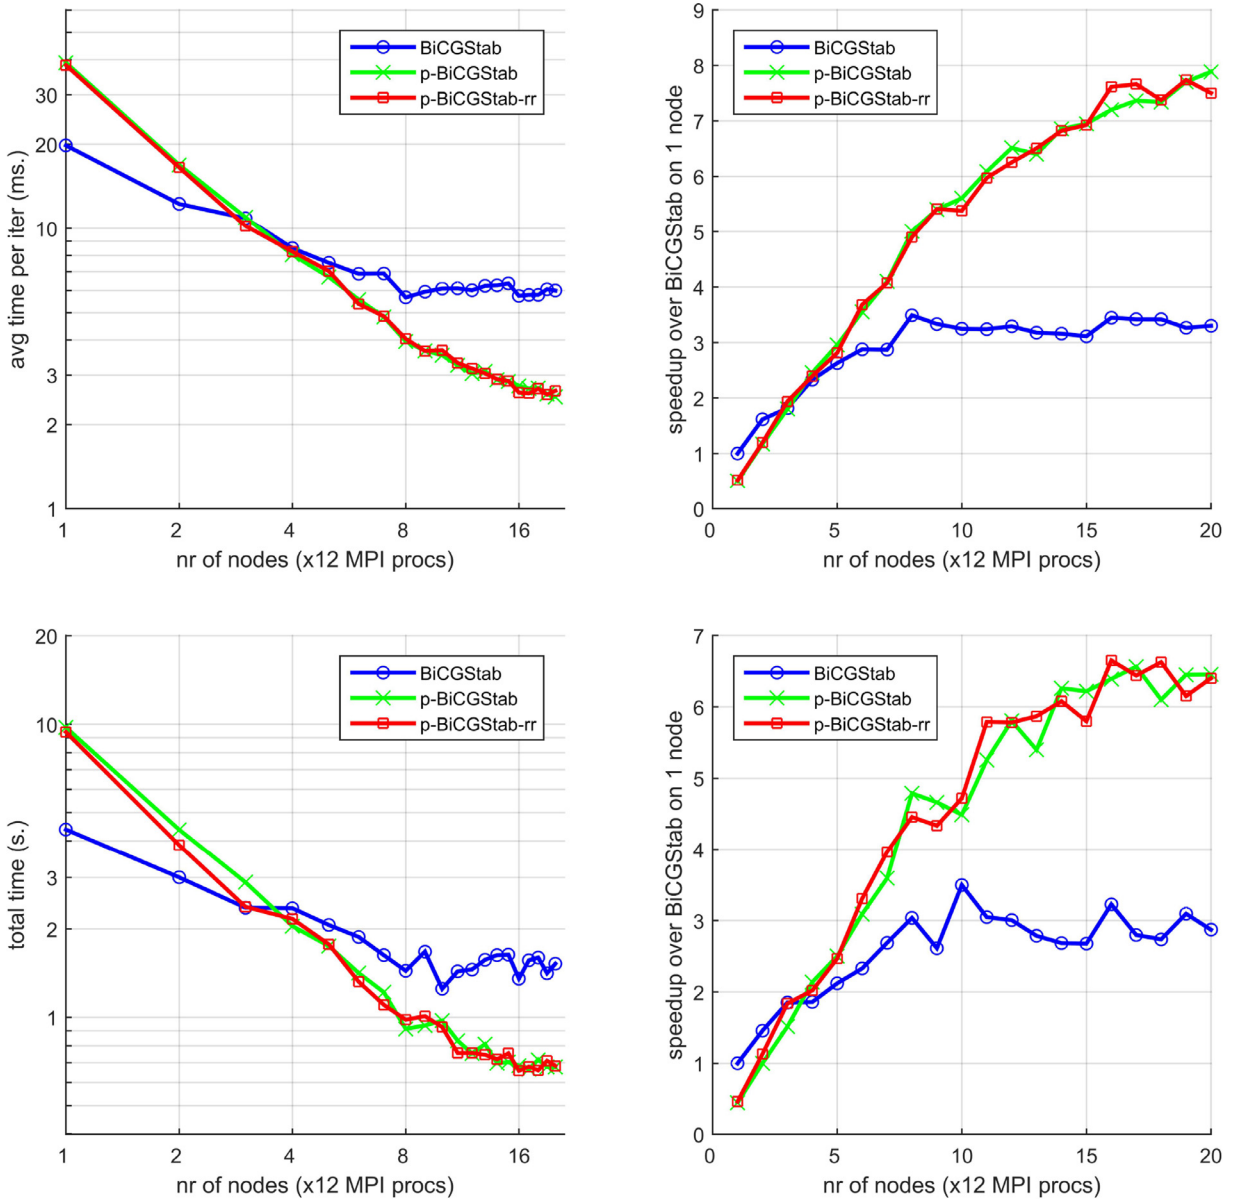 BiCGStab
p-BiCGStab
p-BiCGStab-rr
avg time per iter (ms.)
30
20
10
3
2
1
1 2 4 8 16
nr of nodes (x12 MPI procs)
BiCGStab
p-BiCGStab
p-BiCGStab-rr
speedup over BiCGStab on 1 node
9
8
7
6
5
4
3
2
1
0
0 5 10 15 20
nr of nodes (x12 MPI procs)
BiCGStab
p-BiCGStab
p-BiCGStab-rr
total time (s.)
20
10
3
2
1
1 2 4 8 16
nr of nodes (x12 MPI procs)
BiCGStab
p-BiCGStab
p-BiCGStab-rr
speedup over BiCGStab on 1 node
7
6
5
4
3
2
1
0
0 5 10 15 20
nr of nodes (x12 MPI procs)